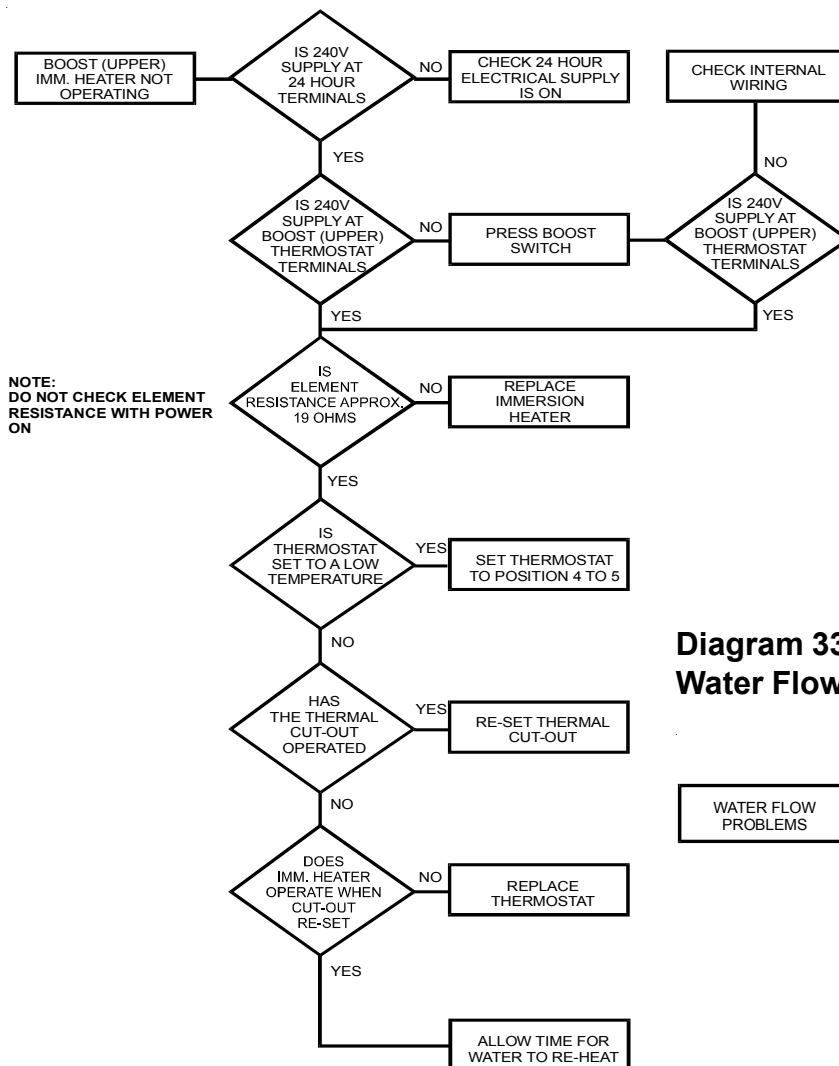 BOOST (UPPER)
IMM. HEATER NOT
OPERATING
IS 240V
SUPPLY AT
24 HOUR
TERMINALS
NO
CHECK 24 HOUR
ELECTRICAL SUPPLY
IS ON
CHECK INTERNAL
WIRING
YES
NO
IS 240V
SUPPLY AT
BOOST (UPPER)
THERMOSTAT
TERMINALS
NO
PRESS BOOST
SWITCH
IS 240V
SUPPLY AT
BOOST (UPPER)
THERMOSTAT
TERMINALS
YES
YES
NOTE:
DO NOT CHECK ELEMENT
RESISTANCE WITH POWER
ON
IS
ELEMENT
RESISTANCE APPROX.
19 OHMS
NO
REPLACE
IMMERSION
HEATER
YES
IS
THERMOSTAT
SET TO A LOW
TEMPERATURE
YES
SET THERMOSTAT
TO POSITION 4 TO 5
NO
Diagram 33
Water Flow
HAS
THE THERMAL
CUT-OUT
OPERATED
YES
RE-SET THERMAL
CUT-OUT
NO
WATER FLOW
PROBLEMS
DOES
IMM. HEATER
OPERATE WHEN
CUT-OUT
RE-SET
NO
REPLACE
THERMOSTAT
YES
ALLOW TIME FOR
WATER TO RE-HEAT